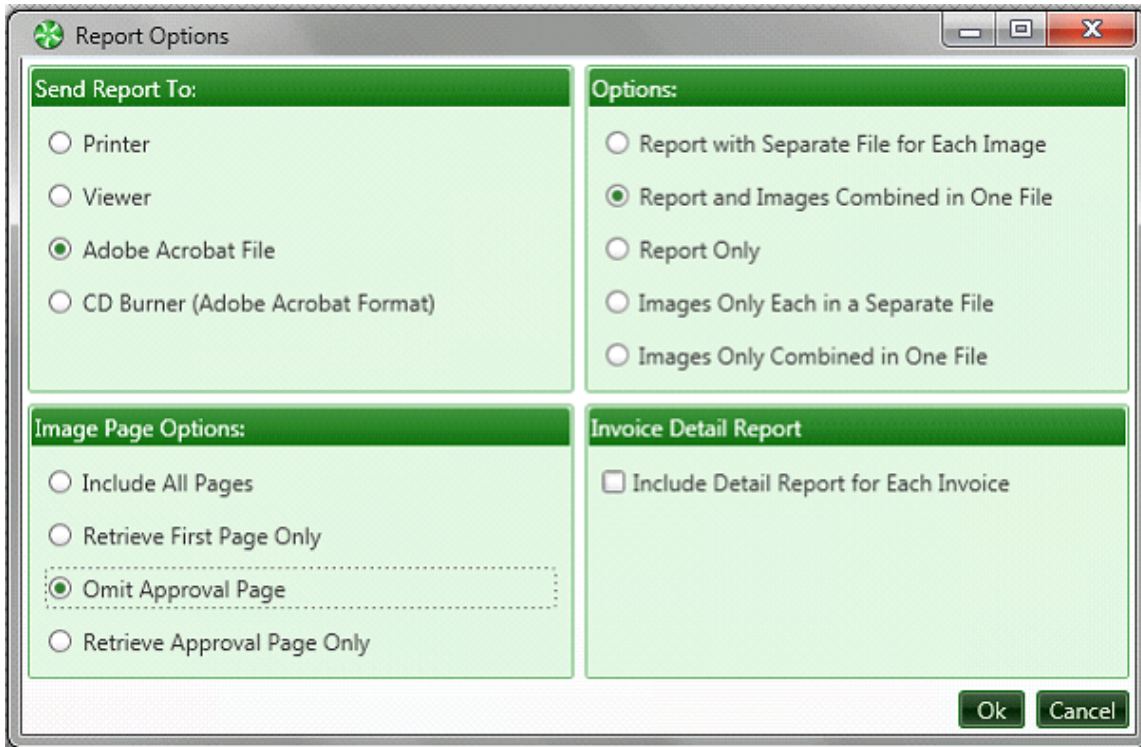 Report Options
Send Report To:
Printer
Viewer
Adobe Acrobat File
CD Burner (Adobe Acrobat Format)
Options:
Report with Separate File for Each Image
Report and Images Combined in One File
Report Only
Images Only Each in a Separate File
Images Only Combined in One File
Image Page Options:
Include All Pages
Retrieve First Page Only
Omit Approval Page
Retrieve Approval Page Only
Invoice Detail Report
Include Detail Report for Each Invoice
Ok Cancel